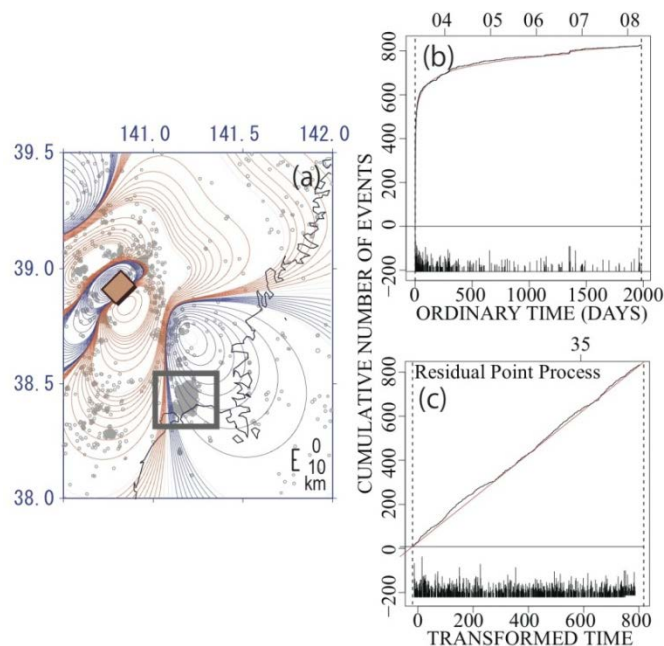 141.0 141.5 142.0
39.5
39.0
38.5
38.0
(a)
0
10
km
CUMULATIVE NUMBER OF EVENTS
04 05 06 07 08
(b)
800
600
400
200
0
−200
0 500 1000 1500 2000
ORDINARY TIME (DAYS)
35
Residual Point Process
(c)
800
600
400
200
0
−200
0 200 400 600 800
TRANSFORMED TIME